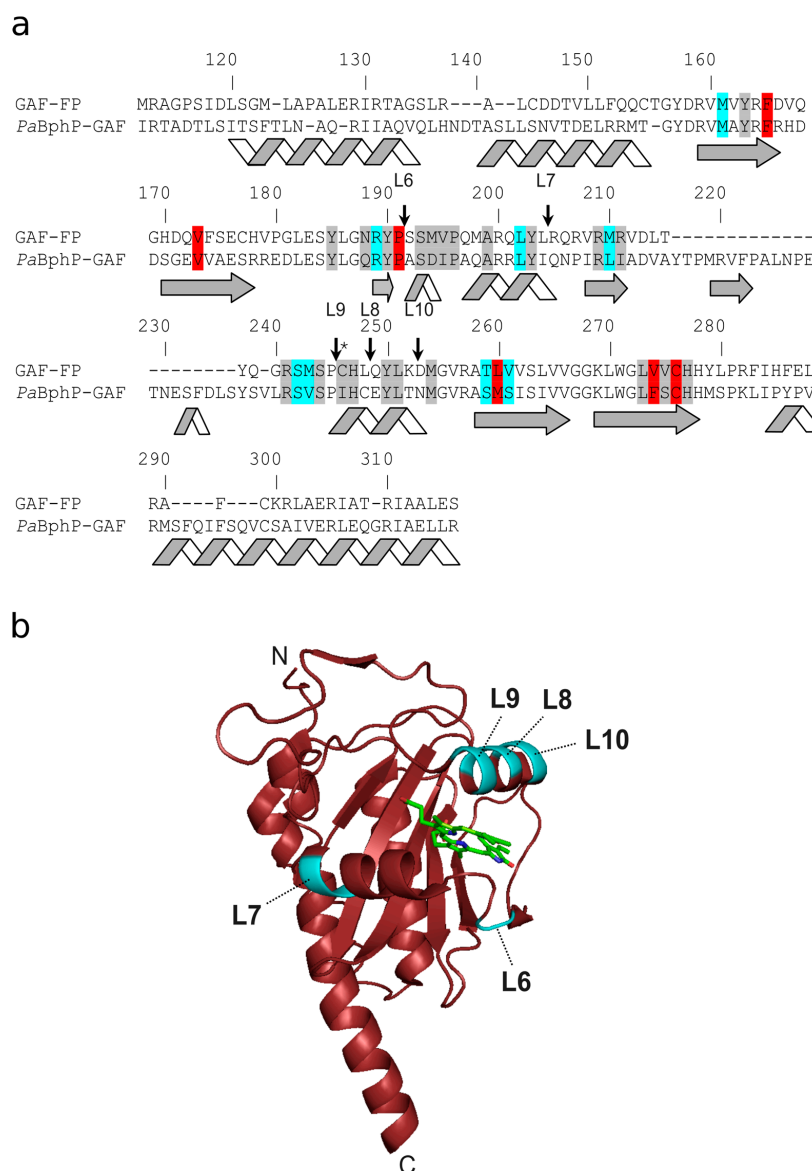 a
120 130 140 150 160
GAF-FP MRAGPSIDLSGM-LAPALERIRTAGSLR---A--LCDDTVLLFQQCTGYDRVMVYRFDVQ
PaBphP-GAF IRTADTLSITSFTLN-AQ-RIIAQVQLHNDTASLLSNVTDELRRMT-GYDRVMAYRFRHD
L6 L7
170 180 190 200 210 220
GAF-FP GHDQVFSECHVPGLESYLGNRYPSSMVPQMARQLYLRQRVRMRVDLT-------------
PaBphP-GAF DSGEVVAESRREDLESYLGQRYPASDIPAQARRLYIQNPIRLIADVAYTPMRVFPALNPE
L9 L8 L10
230 240 250 260 270 280
*
GAF-FP -------YQ-GRSMSPCHLQYLKDMGVRATLVVSLVVGGKLWGLVVCHHYLPRFIHFEL
PaBphP-GAF TNESFDLSYSVLRSVSPIHCEYLTNMGVRASMSISIVVGGKLWGLFSCHHMSPKLIPYPV
290 300 310
GAF-FP RA----F---CKRLAERIAT-RIAALES
PaBphP-GAF RMSFQIFSQVCSAIVERLEQGRIAELLR
b
N
L9 L8
L10
L7
L6
C